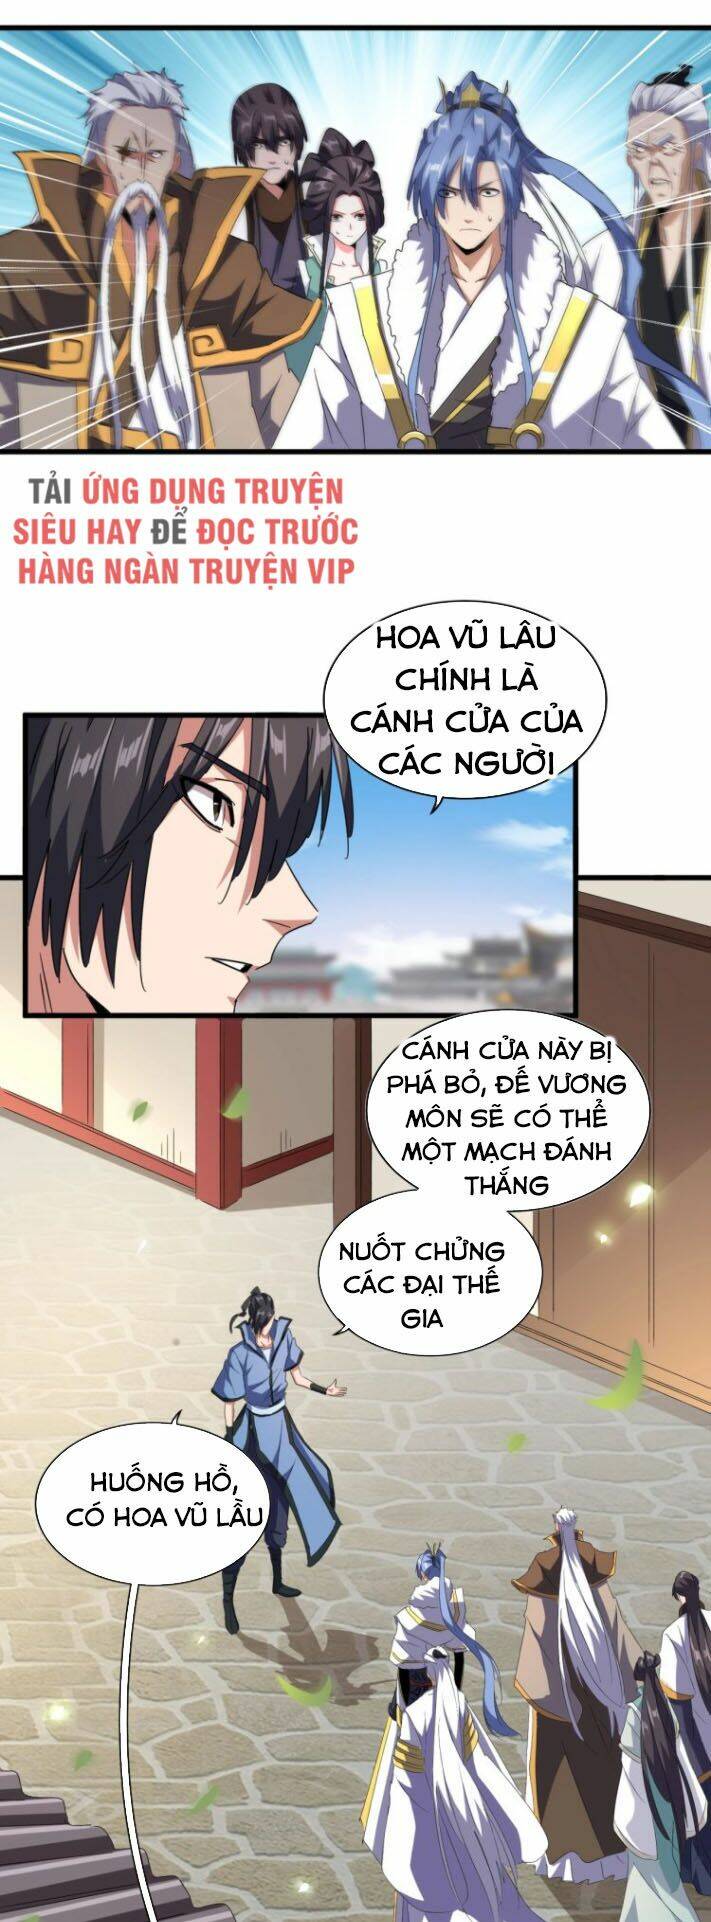 TẢI ỨNG DỤNG TRUYỆN
SIÊU HAY ĐỂ ĐỌC TRƯỚC
HÀNG NGÀN TRUYỆN VIP
HOA VŨ LÂU
CHÍNH LÀ
CÁNH CỬA CỦA
CÁC NGƯỜI
CÁNH CỬA NÀY BỊ
PHÁ BỎ, ĐẾ VƯƠNG
MÔN SẼ CÓ THỂ
MỘT MẠCH ĐÁNH
THẮNG
NUỐT CHỬNG
CÁC ĐẠI THẾ
GIA
HUỐNG HỒ,
CÓ HOA VŨ LẦU